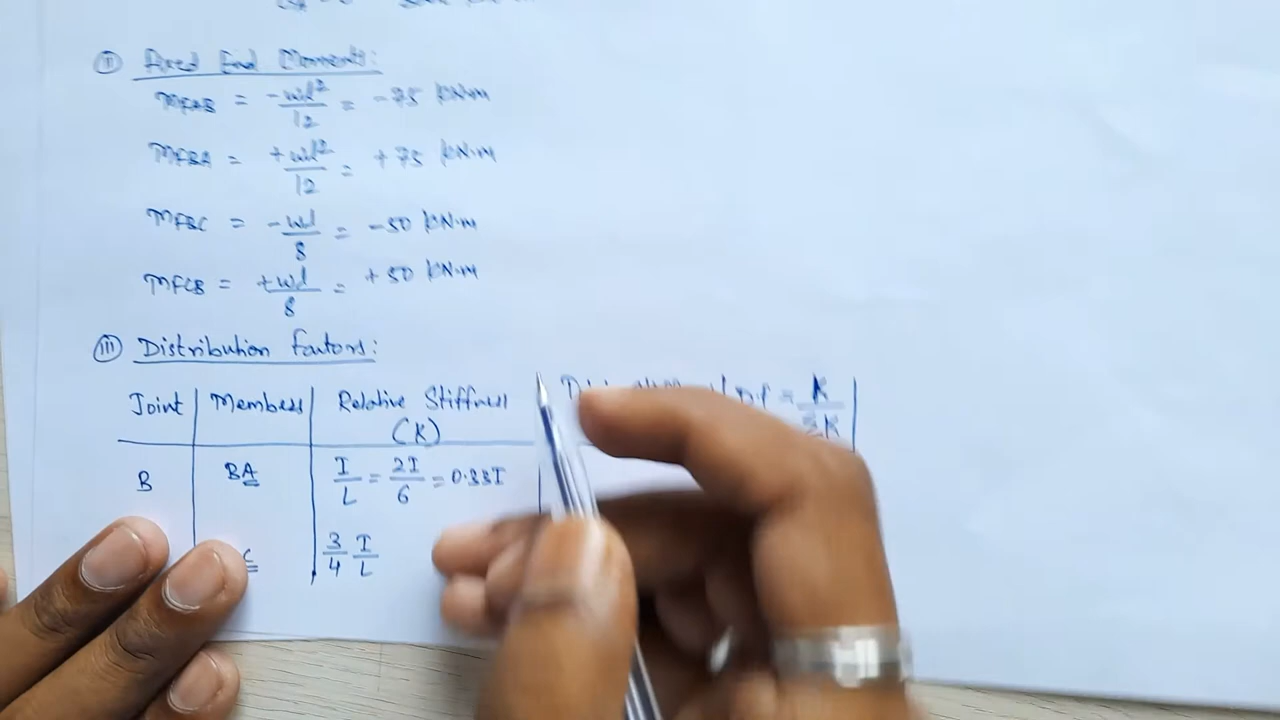 II Fixed End Moments:
MFAB = -wl²/12 = -75 kN·m
MFBA = +wl²/12 = +75 kN·m
MFBC = -wl/8 = -50 kN·m
MFCB = +wl/8 = +50 kN·m
III Distribution factors:
Joint Members Relative Stiffness D.F = K/ΣK
(K)
B BA I/L = 2I/6 = 0.33I
C 3/4 I/L